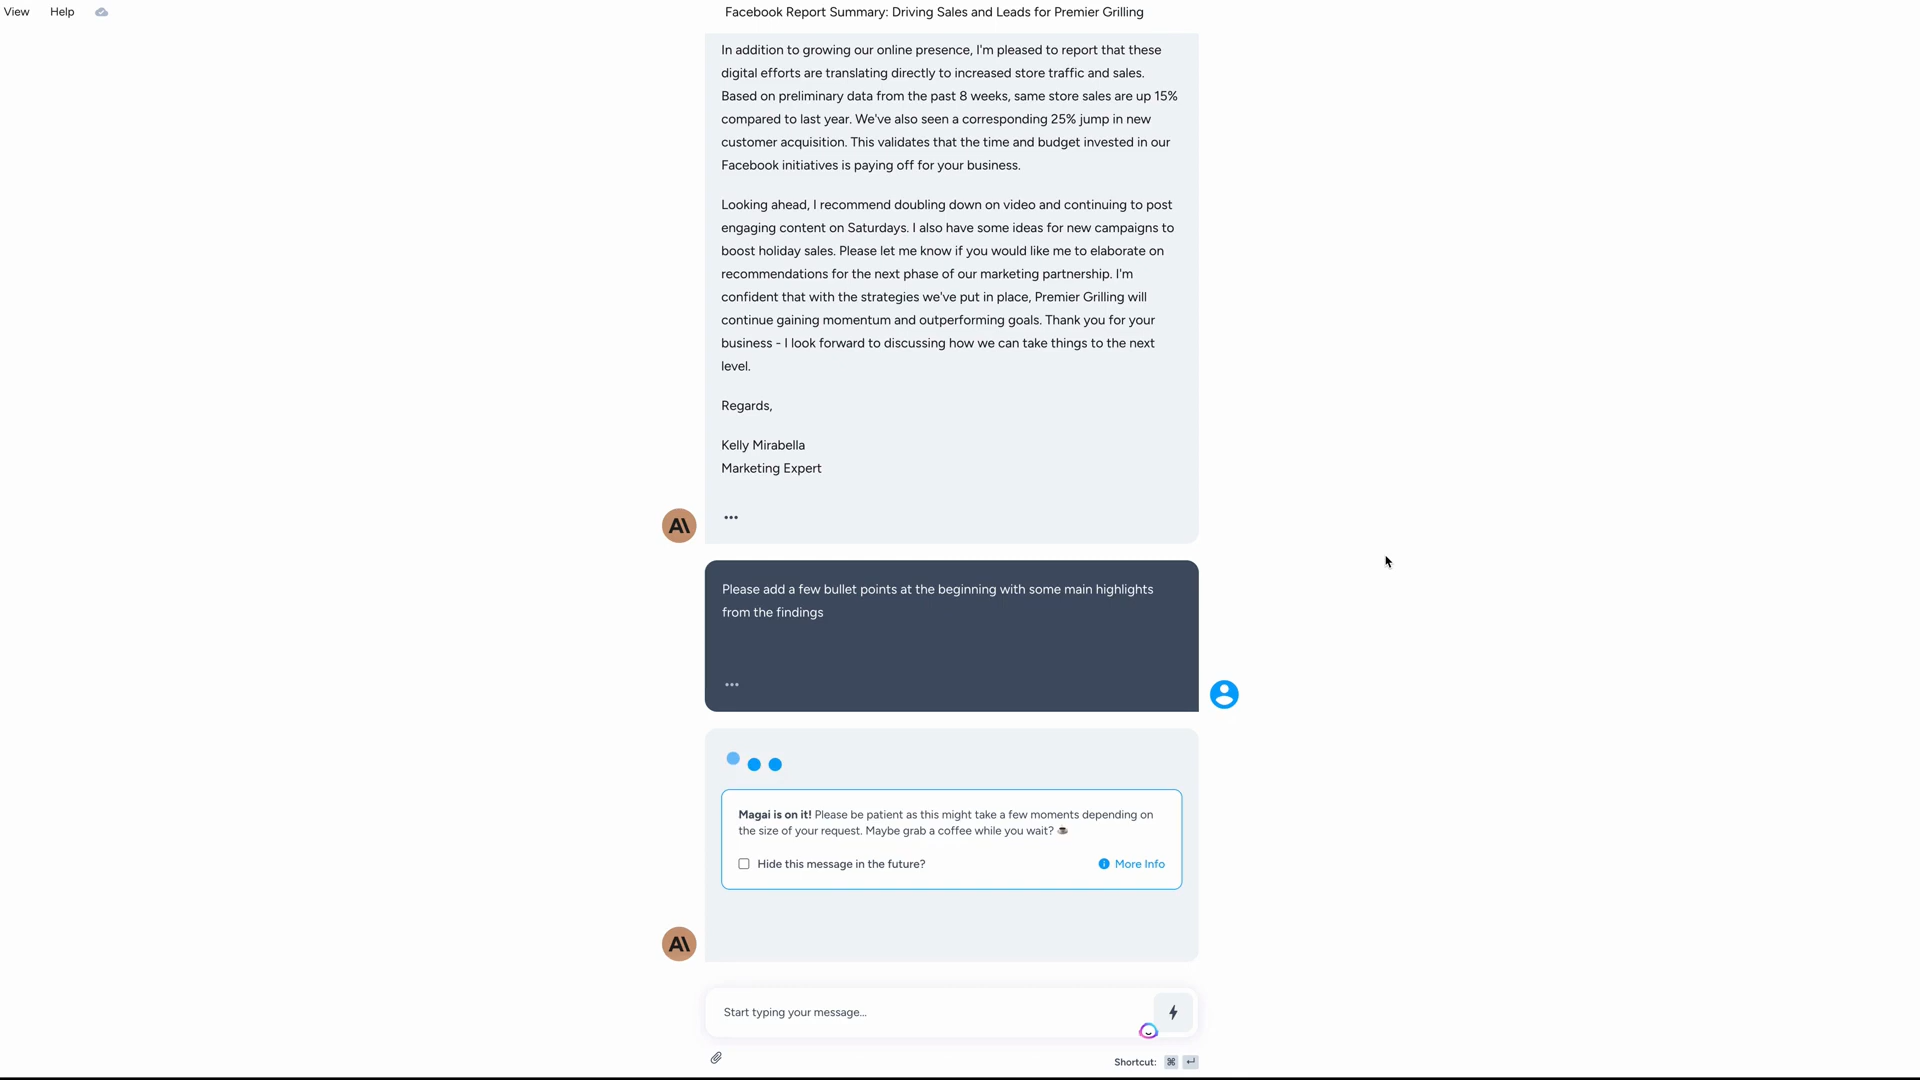 View Help
Facebook Report Summary: Driving Sales and Leads for Premier Grilling
In addition to growing our online presence, I'm pleased to report that these
digital efforts are translating directly to increased store traffic and sales.
Based on preliminary data from the past 8 weeks, same store sales are up 15%
compared to last year. We've also seen a corresponding 25% jump in new
customer acquisition. This validates that the time and budget invested in our
Facebook initiatives is paying off for your business.
Looking ahead, I recommend doubling down on video and continuing to post
engaging content on Saturdays. I also have some ideas for new campaigns to
boost holiday sales. Please let me know if you would like me to elaborate on
recommendations for the next phase of our marketing partnership. I'm
confident that with the strategies we've put in place, Premier Grilling will
continue gaining momentum and outperforming goals. Thank you for your
business - I look forward to discussing how we can take things to the next
level.
Regards,
Kelly Mirabella
Marketing Expert
A\
Please add a few bullet points at the beginning with some main highlights
from the findings
Magai is on it! Please be patient as this might take a few moments depending on
the size of your request. Maybe grab a coffee while you wait? ☕
Hide this message in the future?
More Info
A\
Start typing your message...
Shortcut: ⌘ ↵